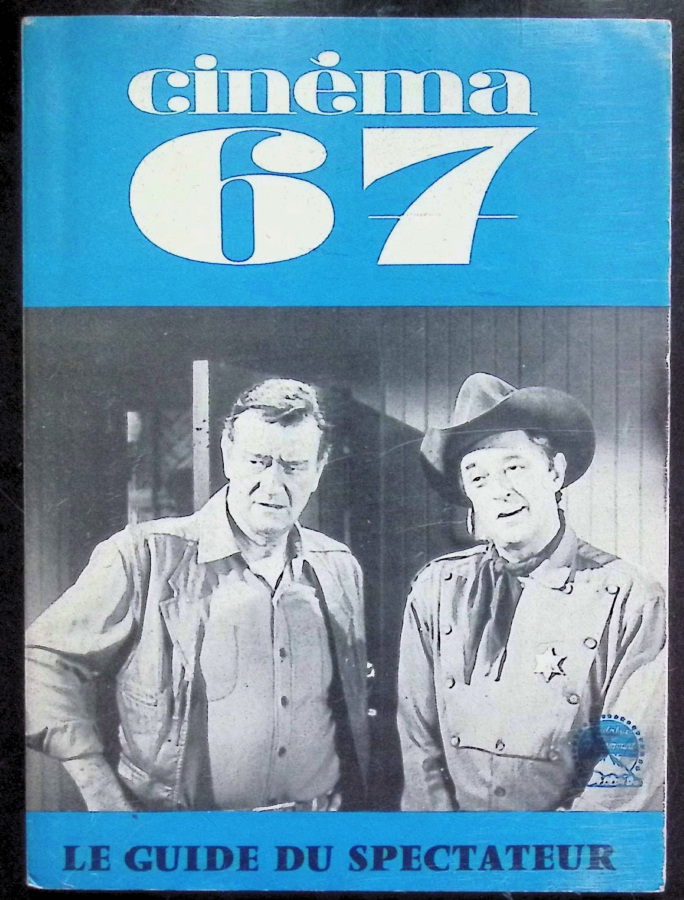 cinéma
67
LE GUIDE DU SPECTATEUR